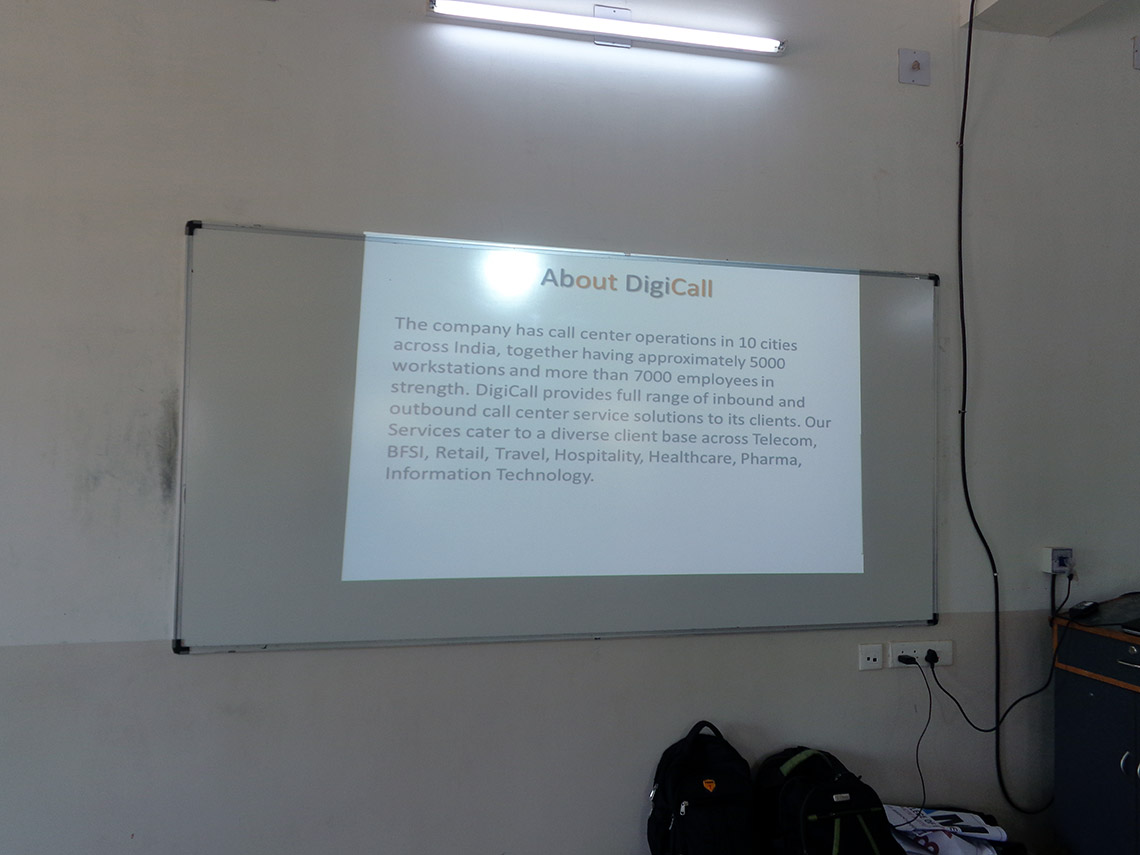 About DigiCall
The company has call center operations in 10 cities
across India, together having approximately 5000
workstations and more than 7000 employees in
strength. DigiCall provides full range of inbound and
outbound call center service solutions to its clients. Our
Services cater to a diverse client base across Telecom,
BFSI, Retail, Travel, Hospitality, Healthcare, Pharma,
Information Technology.